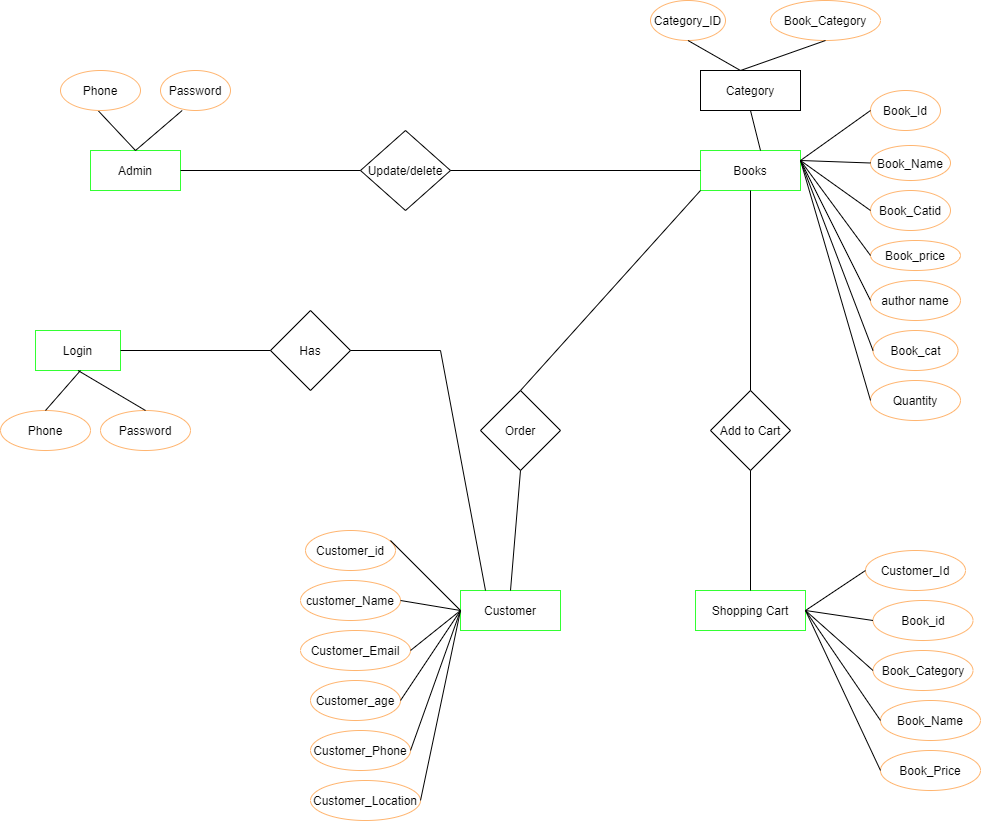 Category_ID
Book_Category
Phone
Password
Category
Book_Id
Book_Name
Admin
Update/delete
Books
Book_Catid
Book_price
author name
Book_cat
Quantity
Login
Has
Phone
Password
Order
Add to Cart
Customer_id
customer_Name
Customer_Email
Customer_age
Customer_Phone
Customer_Location
Customer
Shopping Cart
Customer_Id
Book_id
Book_Category
Book_Name
Book_Price